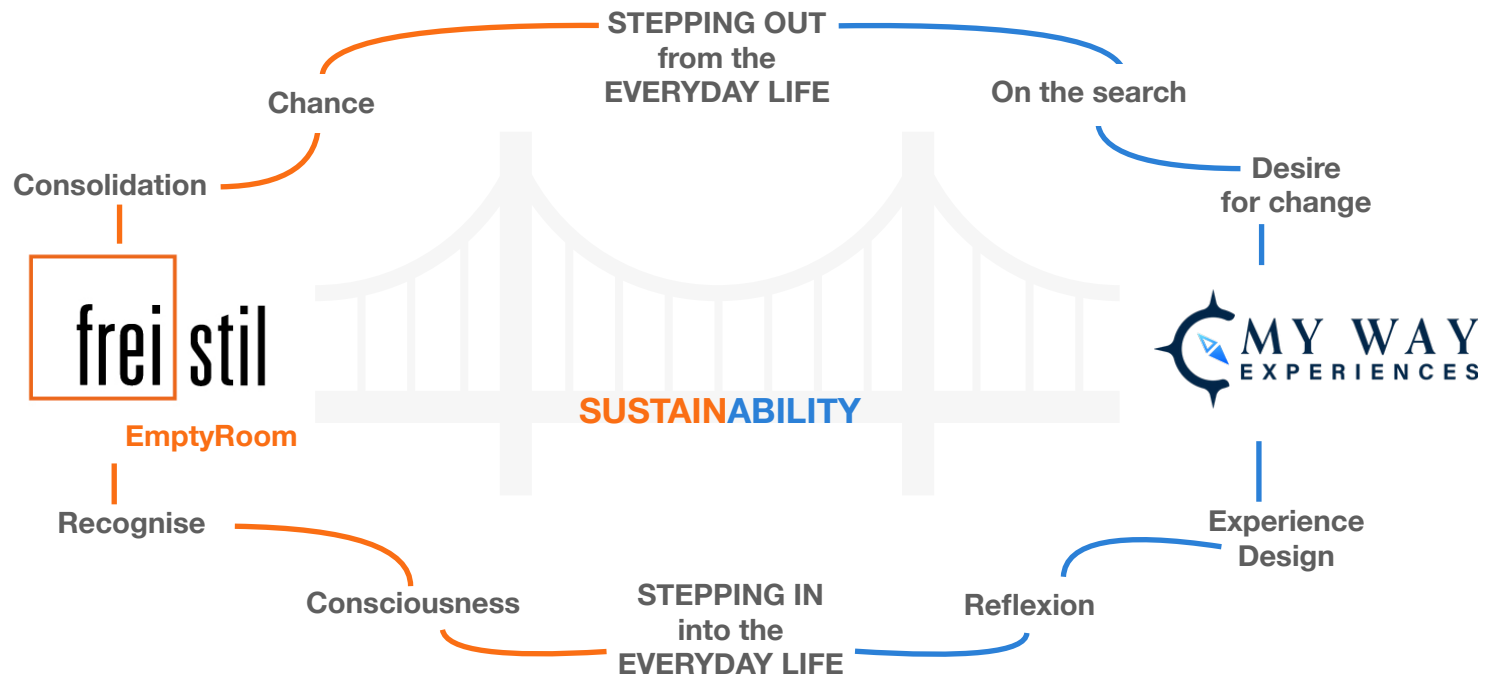 STEPPING OUT
from the
EVERYDAY LIFE
Chance
On the search
Consolidation
Desire
for change
frei stil
EmptyRoom
MY WAY
EXPERIENCES
SUSTAINABILITY
Recognise
Experience
Design
Consciousness
STEPPING IN
into the
EVERYDAY LIFE
Reflexion